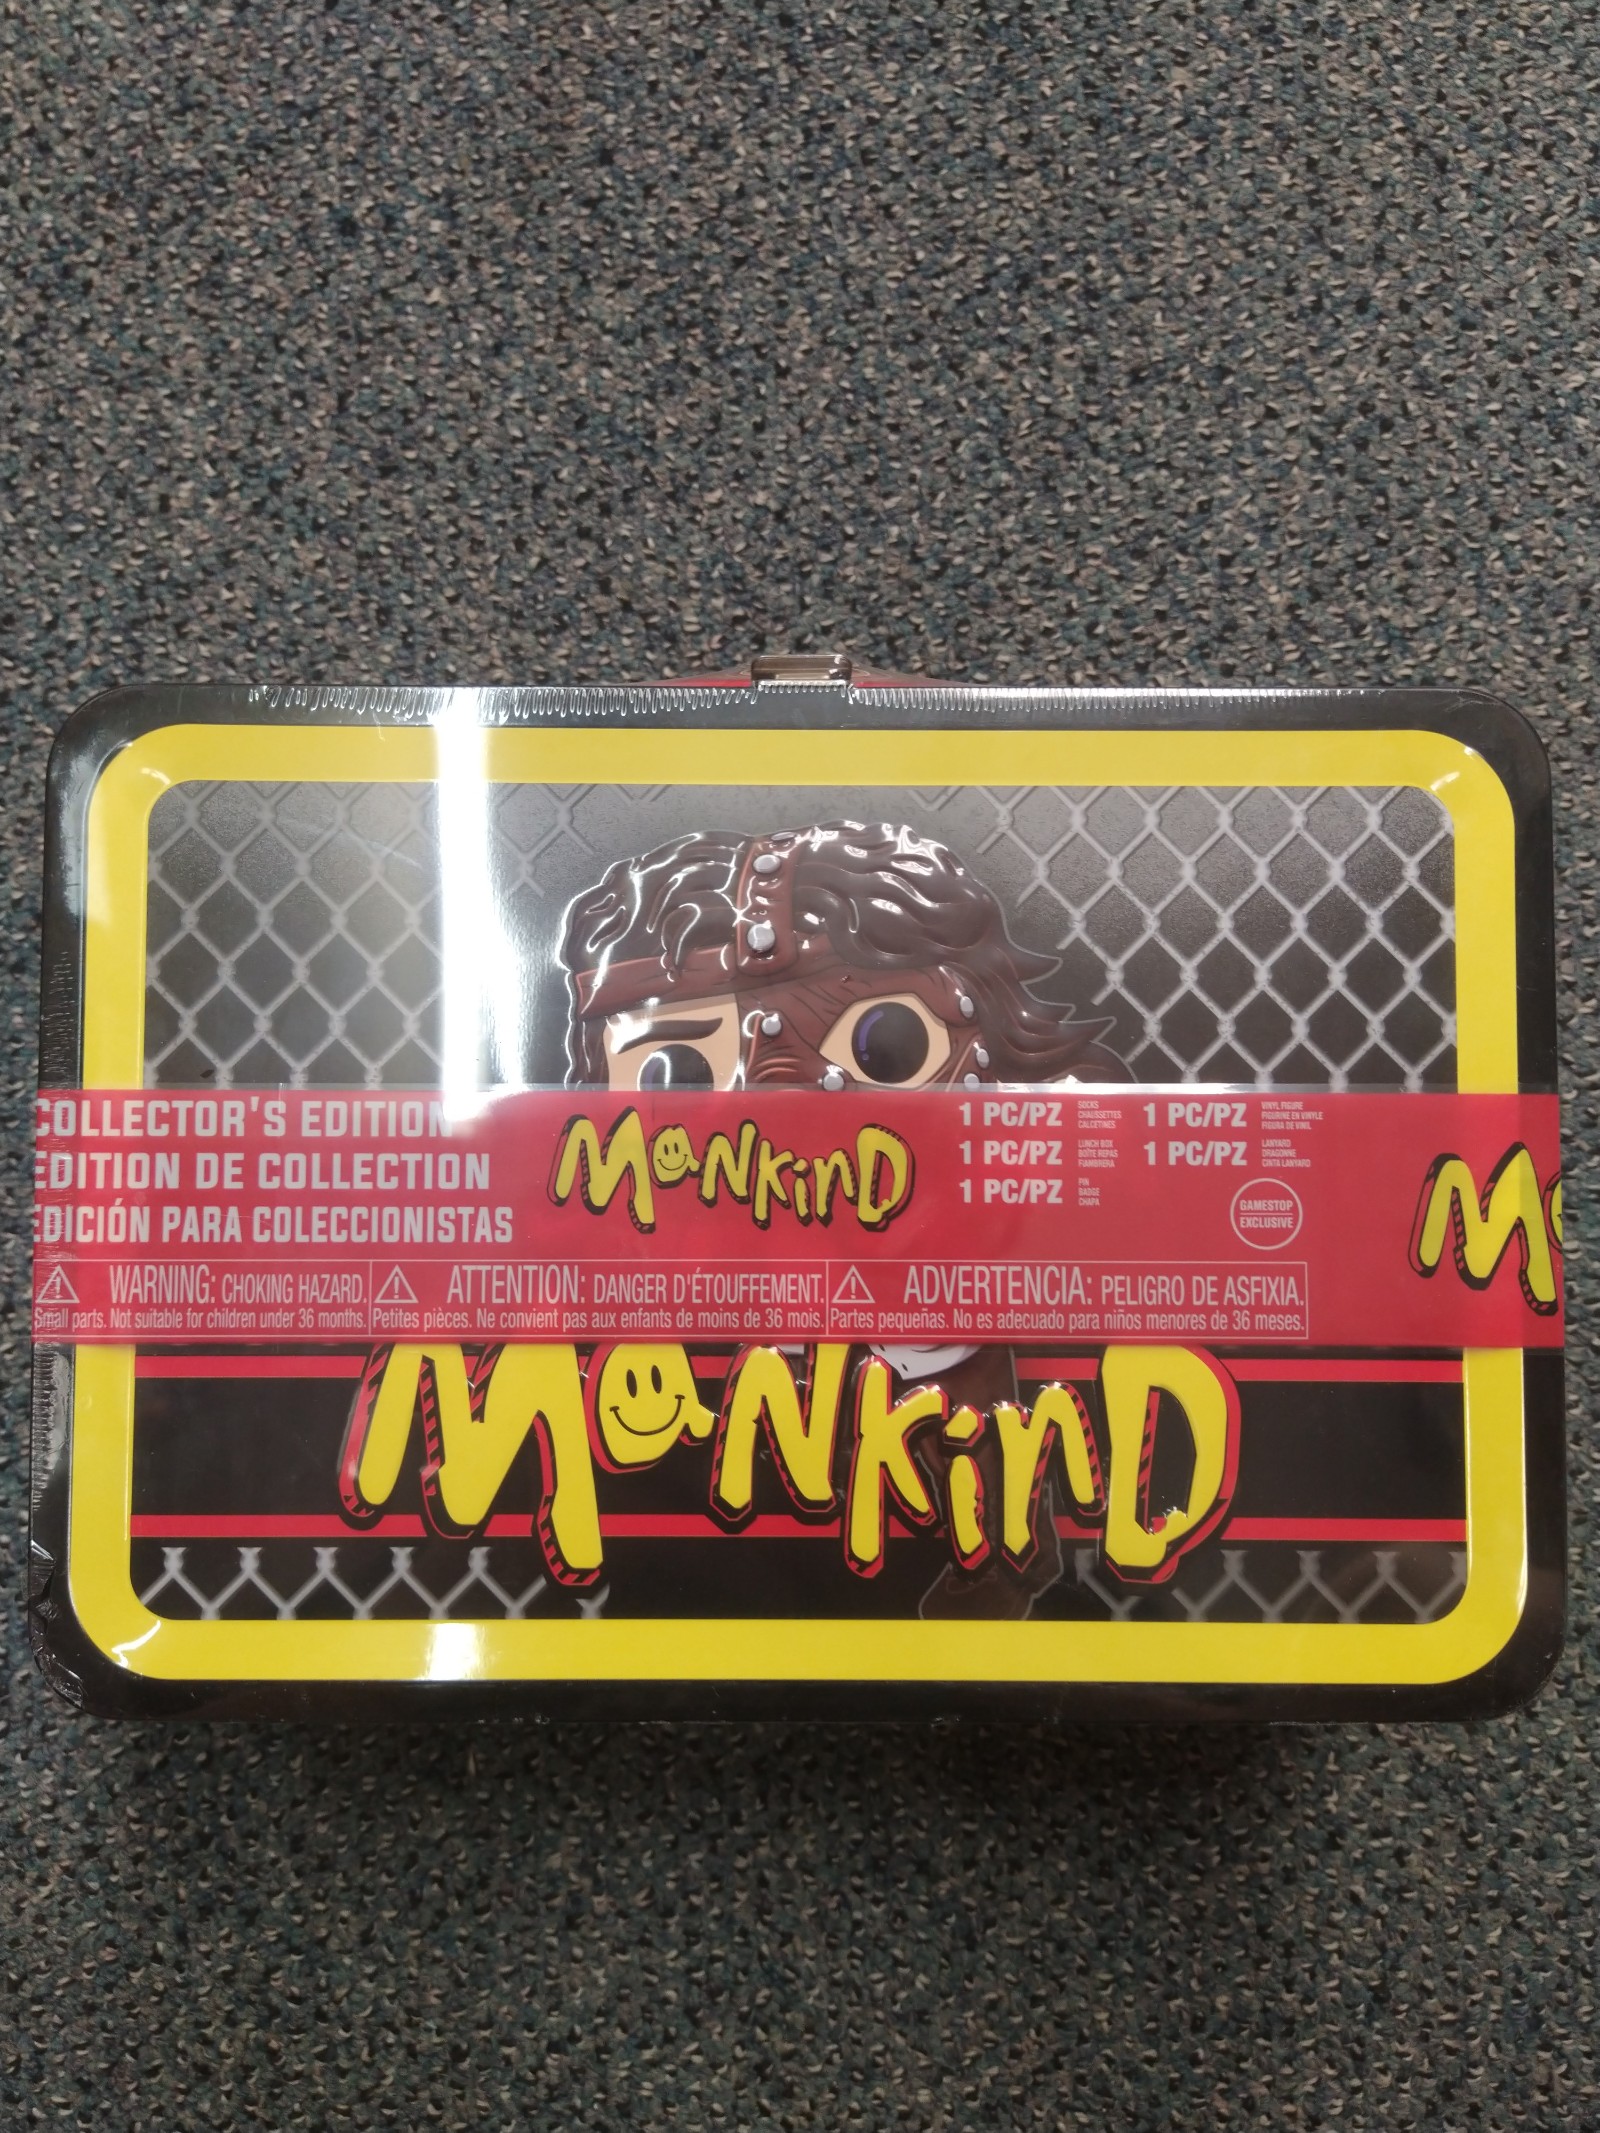 COLLECTOR'S EDITION
EDITION DE COLLECTION
EDICIÓN PARA COLECCIONISTAS
MANKIND
1 PC/PZ SOCKS CHAUSSETTES CALCETINES
1 PC/PZ LUNCH BOX BOÎTE REPAS FIAMBRERA
1 PC/PZ PIN BADGE CHAPA
1 PC/PZ VINYL FIGURE FIGURINE EN VINYLE FIGURA DE VINIL
1 PC/PZ LANYARD DRAGONNE CINTA LANYARD
GAMESTOP
EXCLUSIVE
WARNING: CHOKING HAZARD.
Small parts. Not suitable for children under 36 months.
ATTENTION: DANGER D'ÉTOUFFEMENT.
Petites pièces. Ne convient pas aux enfants de moins de 36 mois.
ADVERTENCIA: PELIGRO DE ASFIXIA.
Partes pequeñas. No es adecuado para niños menores de 36 meses.
Ma
MaNKinD